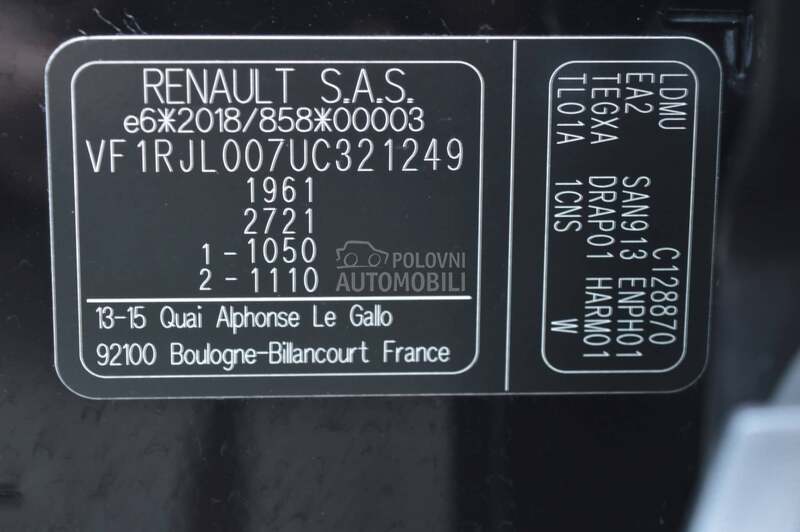 RENAULT S.A.S.
e6*2018/858*00003
VF1RJL007UC321249
1961
2721
1-1050
2-1110
POLOVNI
AUTOMOBILI
13-15 Quai Alphonse Le Gallo
92100 Boulogne-Billancourt France
LDMU C128870
EA2 SAN913 ENPH01
TEGXA DRAP01 HARM01
TL01A 1CNS W